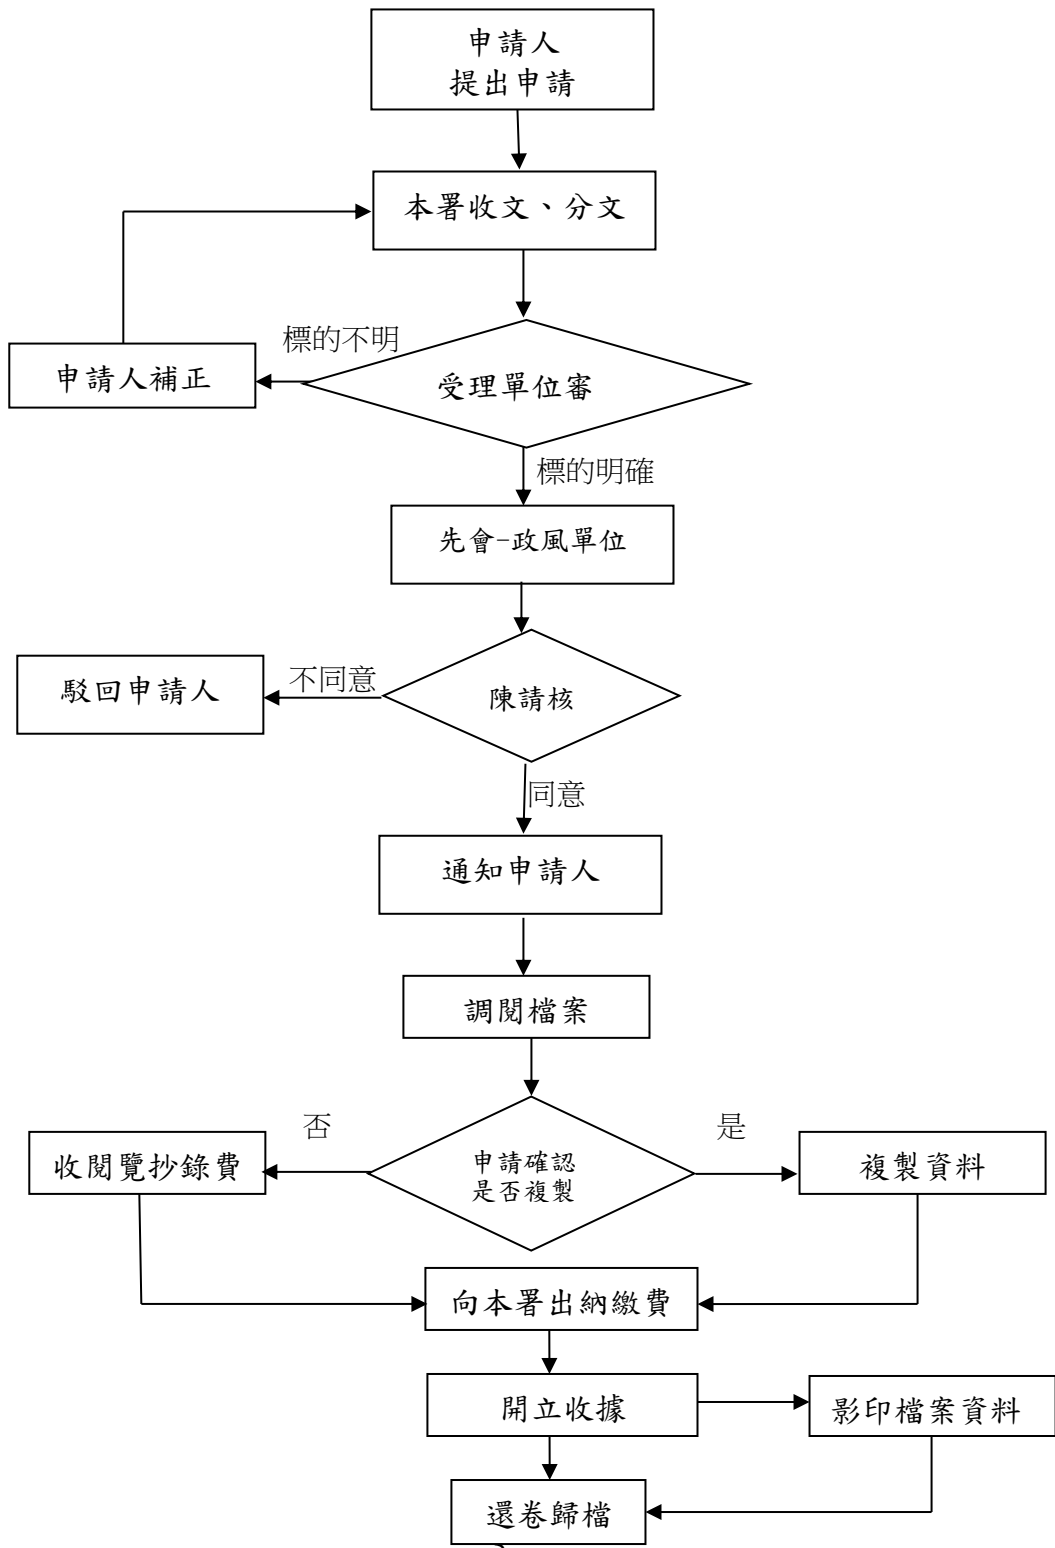 申請人
提出申請
本署收文、分文
標的不明
申請人補正
受理單位審
標的明確
先會-政風單位
不同意
駁回申請人
陳請核
同意
通知申請人
調閱檔案
否
是
收閱覽抄錄費
申請確認
是否複製
複製資料
向本署出納繳費
開立收據
影印檔案資料
還卷歸檔